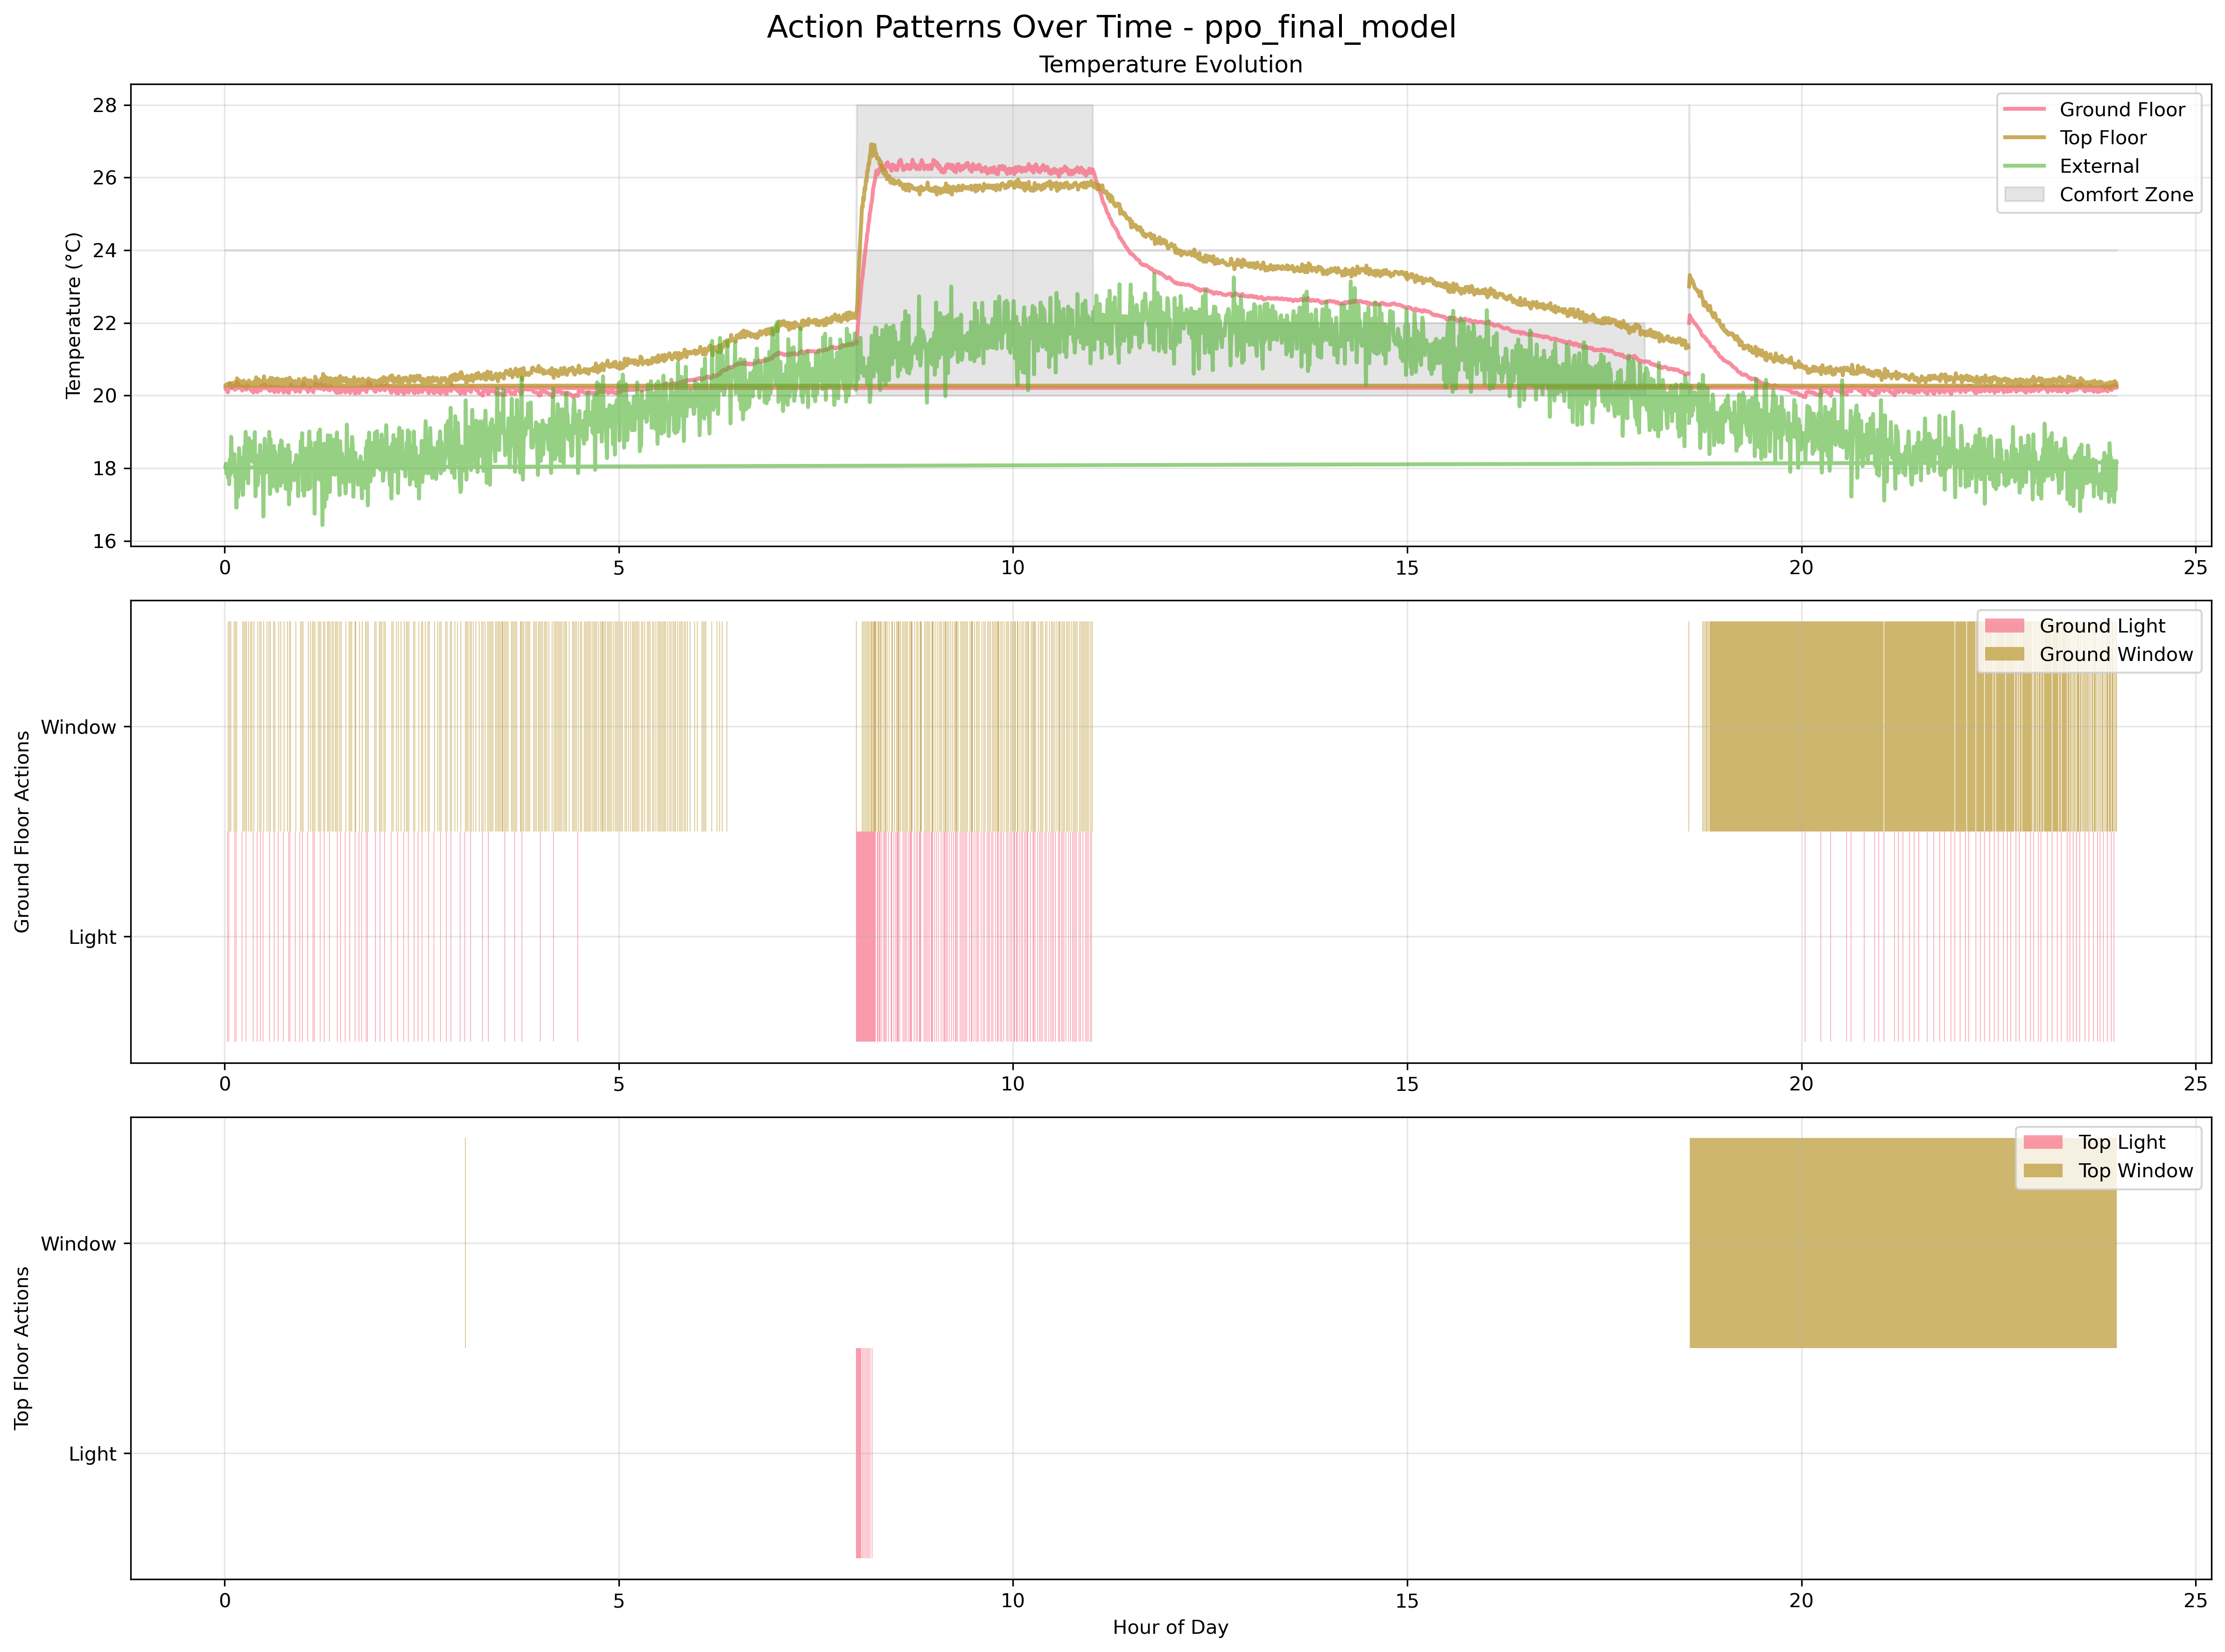 Action Patterns Over Time - ppo_final_model
Temperature Evolution
Temperature (°C)
28
26
24
22
20
18
16
Ground Floor
Top Floor
External
Comfort Zone
0 5 10 15 20 25
Ground Floor Actions
Window
Light
Ground Light
Ground Window
0 5 10 15 20 25
Top Floor Actions
Window
Light
Top Light
Top Window
0 5 10 15 20 25
Hour of Day